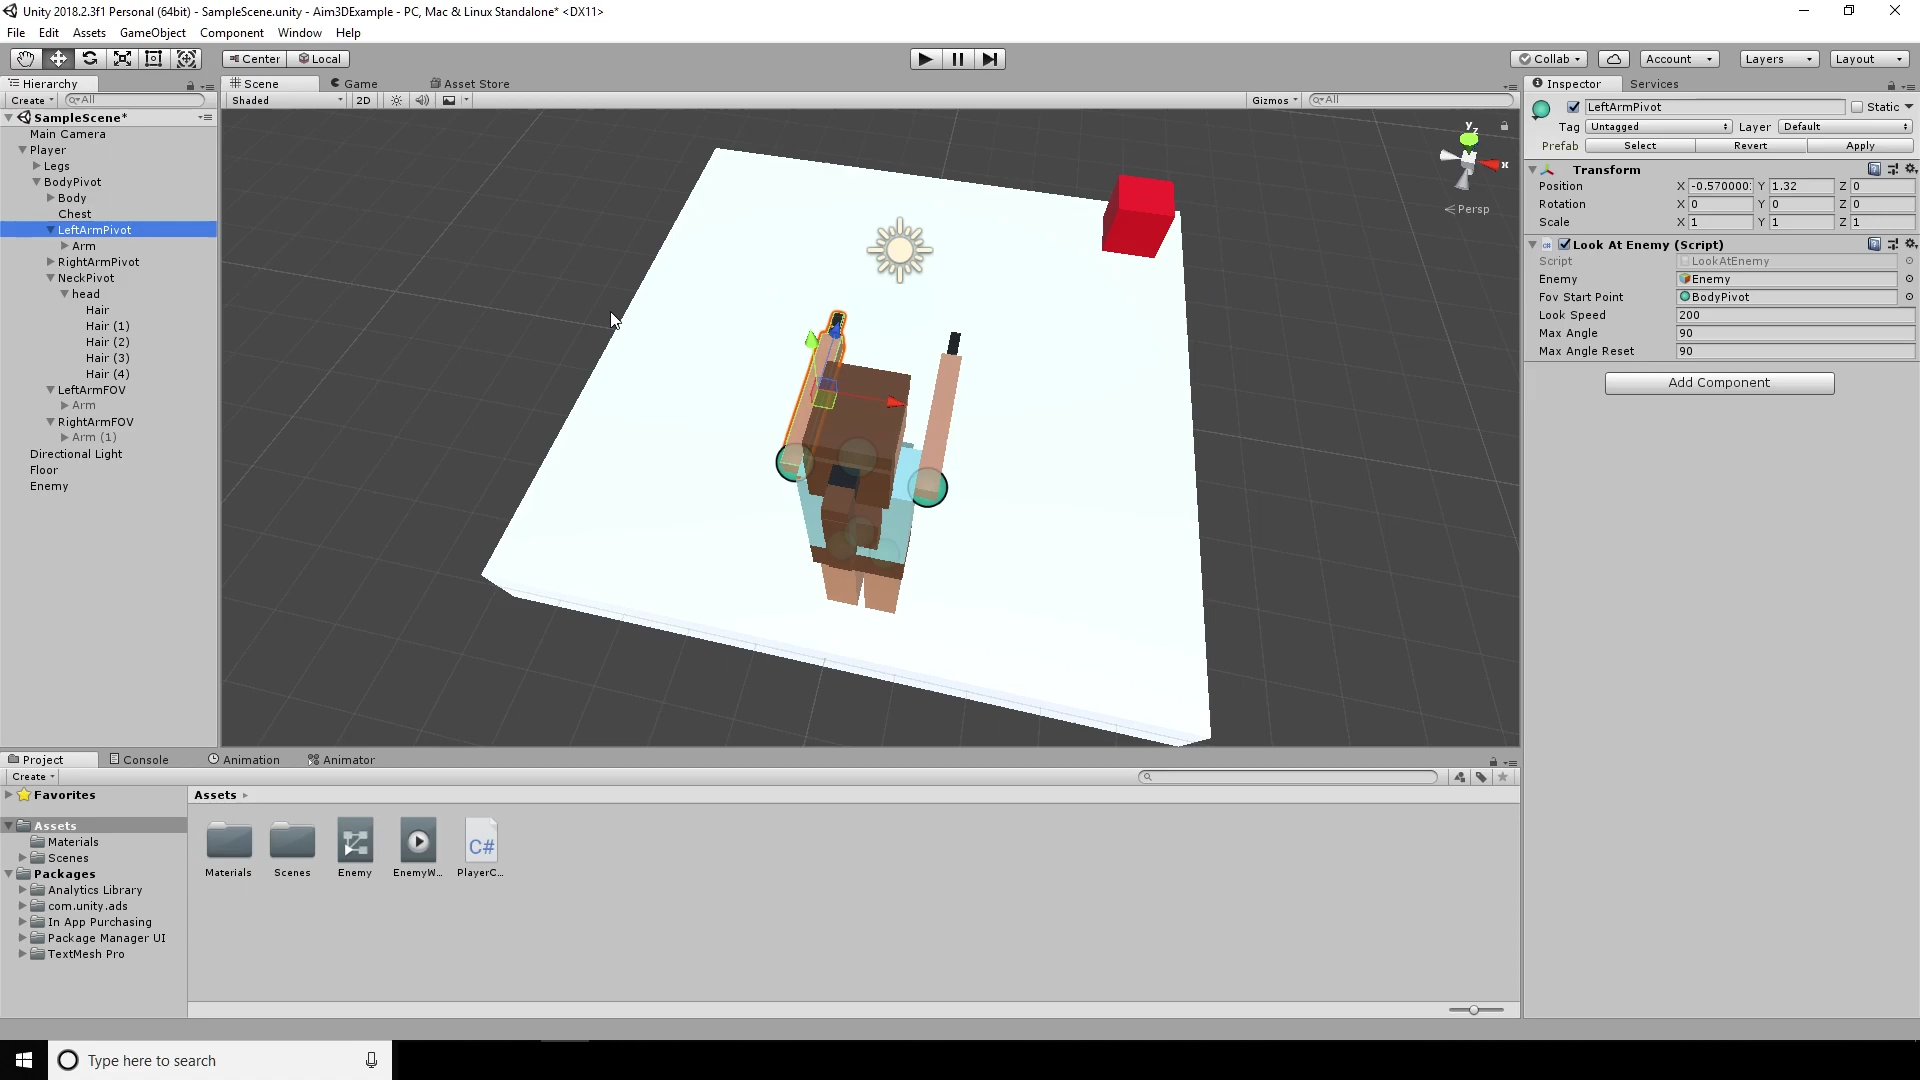 Unity 2018.2.3f1 Personal (64bit) - SampleScene.unity - Aim3DExample - PC, Mac & Linux Standalone* <DX11>
File Edit Assets GameObject Component Window Help
Center Local
Collab Account Layers Layout
Hierarchy
Create All
SampleScene*
Main Camera
Player
Legs
BodyPivot
Body
Chest
LeftArmPivot
Arm
RightArmPivot
NeckPivot
head
Hair
Hair (1)
Hair (2)
Hair (3)
Hair (4)
LeftArmFOV
Arm
RightArmFOV
Arm (1)
Directional Light
Floor
Enemy
Scene Game Asset Store
Shaded 2D Gizmos All
y
z
x
Persp
Inspector Services
LeftArmPivot Static
Tag Untagged Layer Default
Prefab Select Revert Apply
Transform
Position X -0.570000: Y 1.32 Z 0
Rotation X 0 Y 0 Z 0
Scale X 1 Y 1 Z 1
Look At Enemy (Script)
Script LookAtEnemy
Enemy Enemy
Fov Start Point BodyPivot
Look Speed 200
Max Angle 90
Max Angle Reset 90
Add Component
Project Console Animation Animator
Create
Favorites
Assets
Materials
Scenes
Packages
Analytics Library
com.unity.ads
In App Purchasing
Package Manager UI
TextMesh Pro
Assets
C#
Materials Scenes Enemy EnemyW... PlayerC...
Type here to search